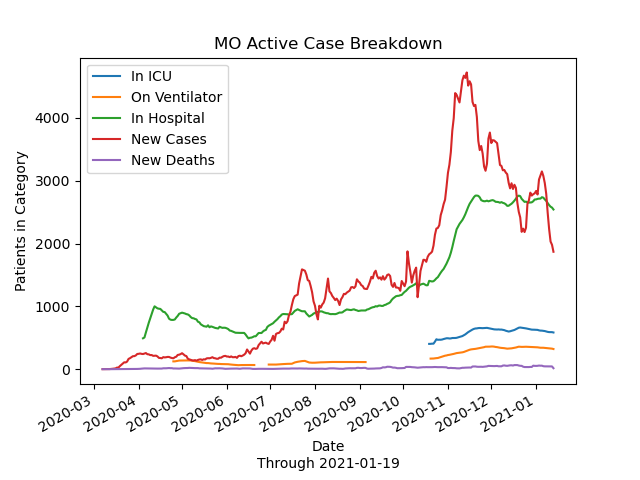 MO Active Case Breakdown
In ICU
On Ventilator
In Hospital
New Cases
New Deaths
Patients in Category
4000
3000
2000
1000
0
2020-03
2020-04
2020-05
2020-06
2020-07
2020-08
2020-09
2020-10
2020-11
2020-12
2021-01
Date
Through 2021-01-19